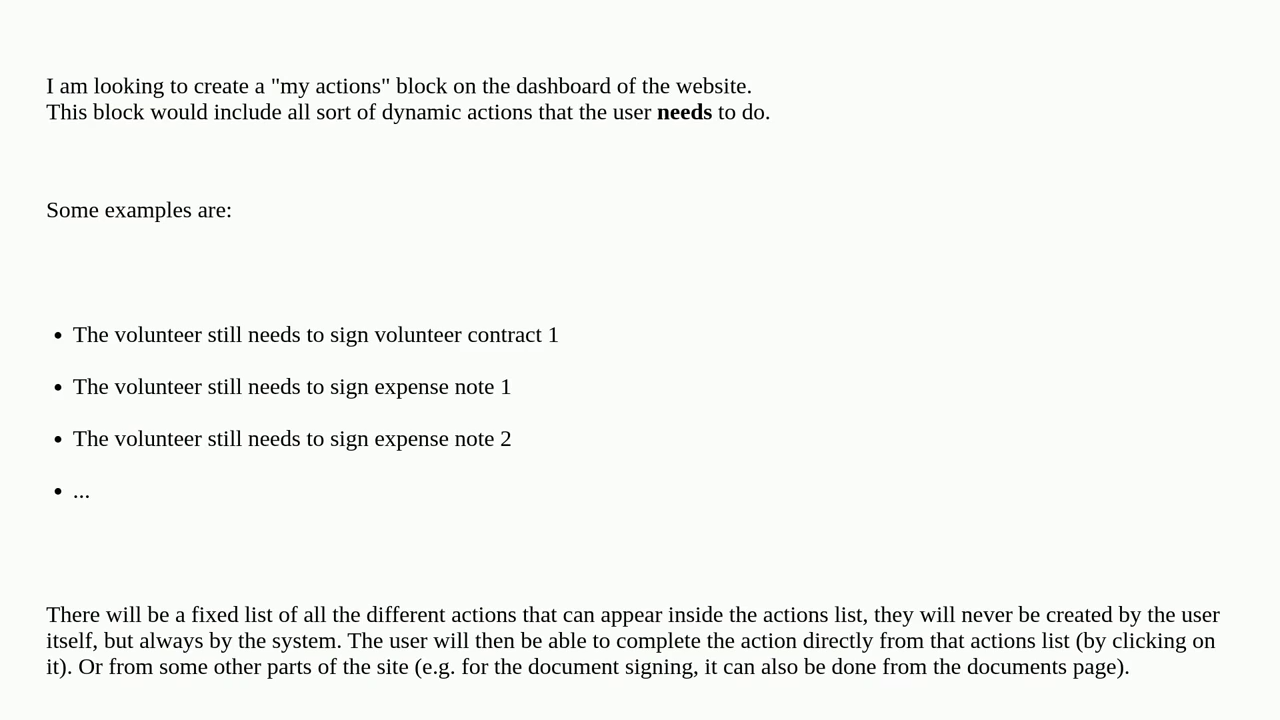 I am looking to create a "my actions" block on the dashboard of the website.
This block would include all sort of dynamic actions that the user needs to do.
Some examples are:
• The volunteer still needs to sign volunteer contract 1
• The volunteer still needs to sign expense note 1
• The volunteer still needs to sign expense note 2
• ...
There will be a fixed list of all the different actions that can appear inside the actions list, they will never be created by the user
itself, but always by the system. The user will then be able to complete the action directly from that actions list (by clicking on
it). Or from some other parts of the site (e.g. for the document signing, it can also be done from the documents page).